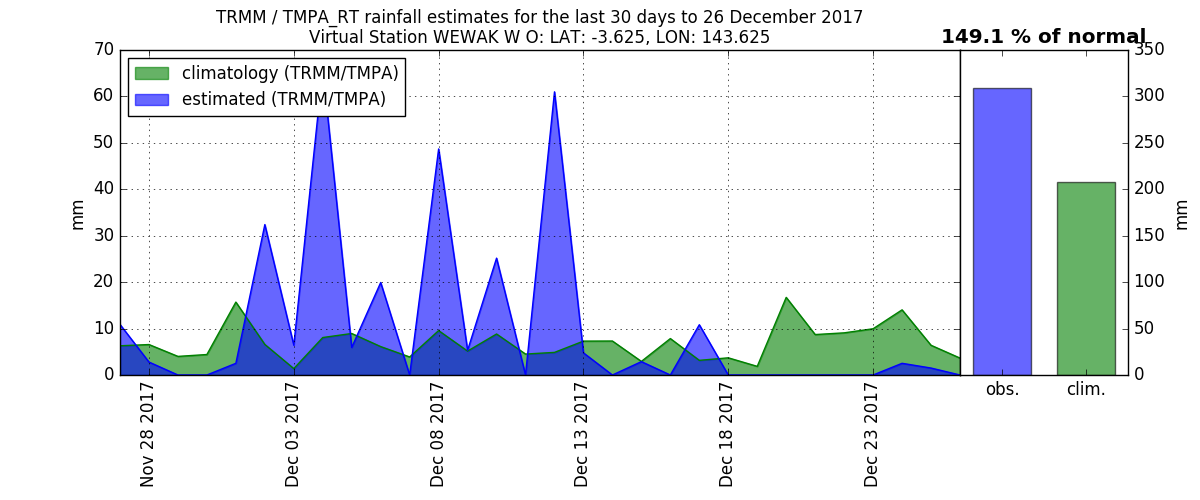 TRMM / TMPA_RT rainfall estimates for the last 30 days to 26 December 2017
Virtual Station WEWAK W O: LAT: -3.625, LON: 143.625
149.1 % of normal
climatology (TRMM/TMPA)
estimated (TRMM/TMPA)
70
60
50
40
30
20
10
0
mm
Nov 28 2017
Dec 03 2017
Dec 08 2017
Dec 13 2017
Dec 18 2017
Dec 23 2017
350
300
250
200
150
100
50
0
mm
obs.
clim.